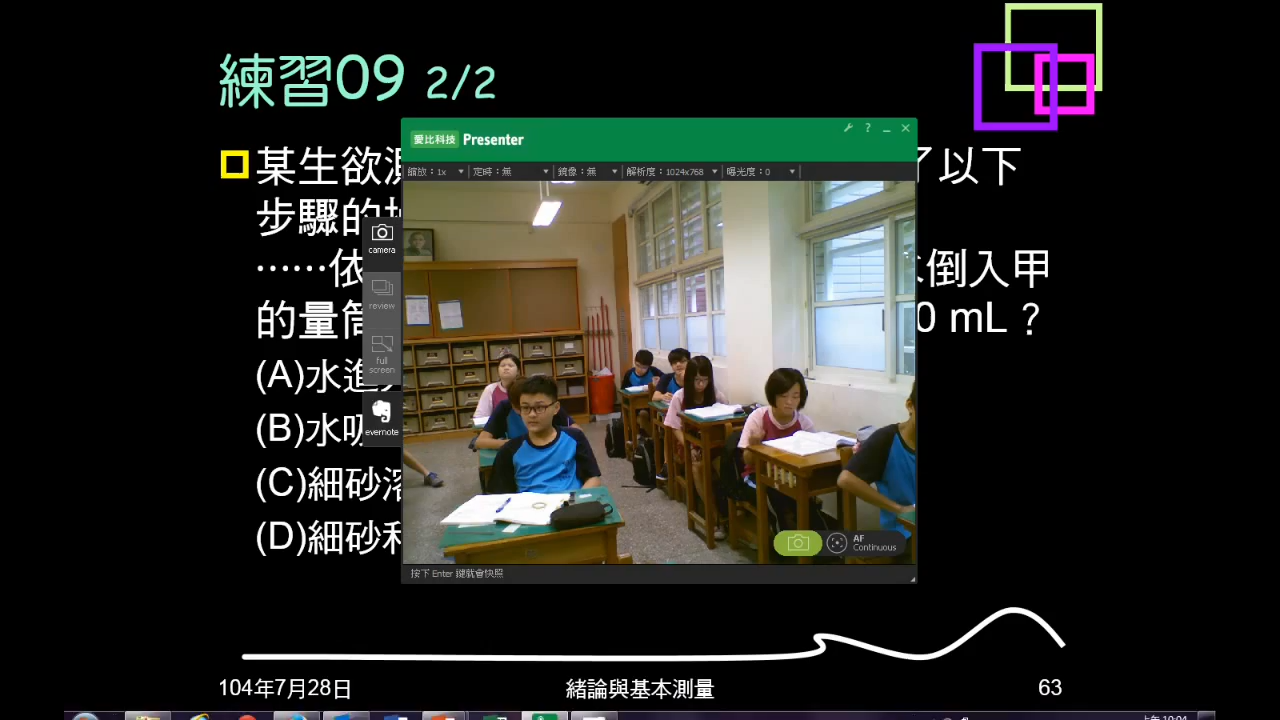 練習09 2/2
愛比科技 Presenter
縮放：1x 定時：無 鏡像：無 解析度：1024x768 曝光度：0
某生欲 了以下
步驟的
camera
⋯⋯依 倒入甲
review
的量筒 0 mL？
full
screen
(A)水進
evernote
(B)水吸
(C)細砂溶
(D)細砂和
AF
Continuous
按下 Enter 鍵就會快照
104年7月28日 緒論與基本測量 63
上午 10:04